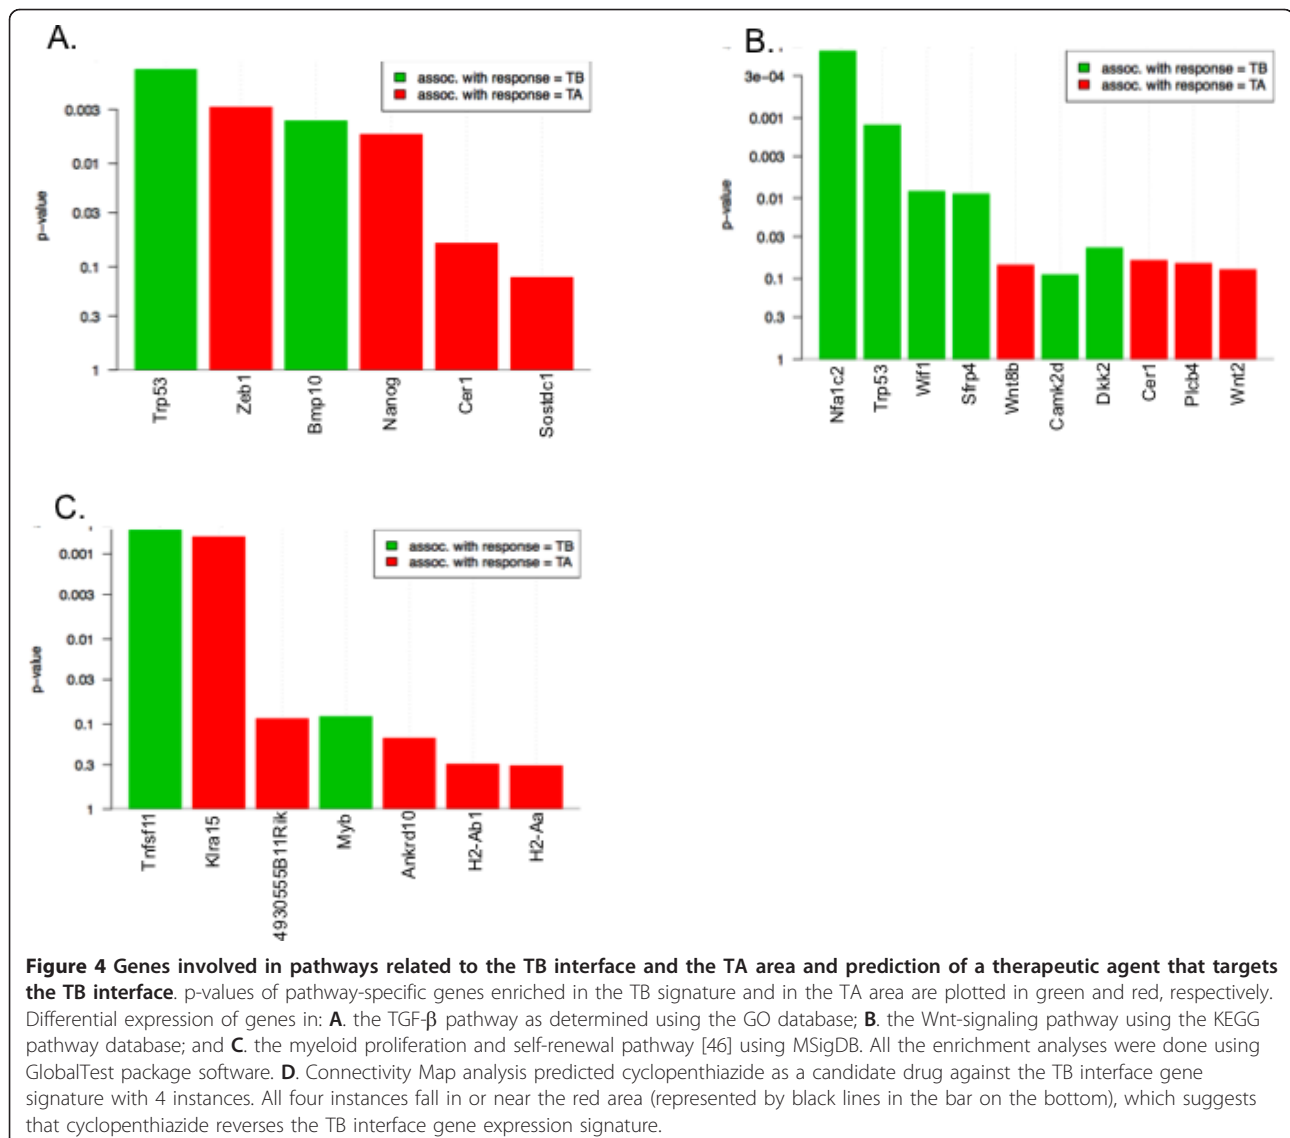 A.
assoc. with response = TB
assoc. with response = TA
0.003
0.01
0.03
0.1
0.3
1
p-value
Trp53
Zeb1
Bmp10
Nanog
Cer1
Sostdc1
B.
assoc. with response = TB
assoc. with response = TA
3e-04
0.001
0.003
0.01
0.03
0.1
0.3
1
p-value
Nfa1c2
Trp53
Wif1
Sfrp4
Wnt8b
Camk2d
Dkk2
Cer1
Plcb4
Wnt2
C.
assoc. with response = TB
assoc. with response = TA
0.001
0.003
0.01
0.03
0.1
0.3
1
p-value
Tnfsf11
Klra15
4930555B11Rik
Myb
Ankrd10
H2-Ab1
H2-Aa
Figure 4 Genes involved in pathways related to the TB interface and the TA area and prediction of a therapeutic agent that targets
the TB interface. p-values of pathway-specific genes enriched in the TB signature and in the TA area are plotted in green and red, respectively.
Differential expression of genes in: A. the TGF-β pathway as determined using the GO database; B. the Wnt-signaling pathway using the KEGG
pathway database; and C. the myeloid proliferation and self-renewal pathway [46] using MSigDB. All the enrichment analyses were done using
GlobalTest package software. D. Connectivity Map analysis predicted cyclopenthiazide as a candidate drug against the TB interface gene
signature with 4 instances. All four instances fall in or near the red area (represented by black lines in the bar on the bottom), which suggests
that cyclopenthiazide reverses the TB interface gene expression signature.